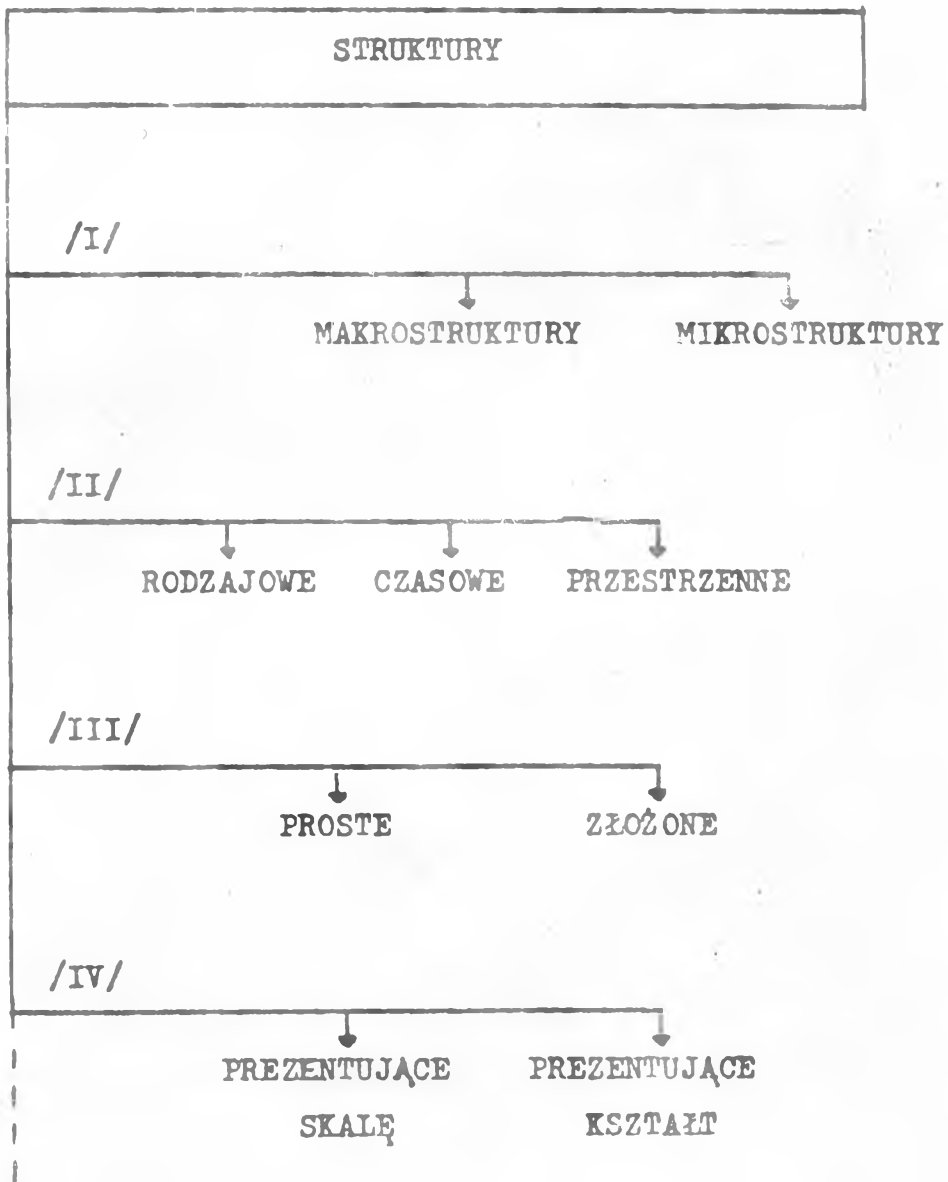 STRUKTURY
/I/
MAKROSTRUKTURY MIKROSTRUKTURY
/II/
RODZAJOWE CZASOWE PRZESTRZENNE
/III/
PROSTE ZŁOŻONE
/IV/
PREZENTUJĄCE PREZENTUJĄCE
SKALĘ KSZTAŁT